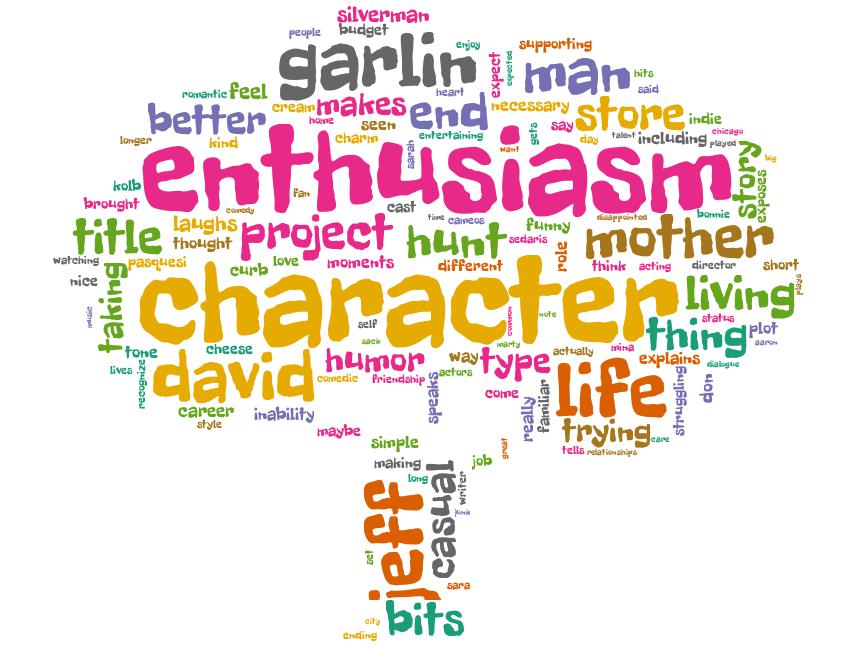 silverman
people budget
garlin
enjoy
expect
expected
supporting
man
hits
said
romantic feel
cream makes
heart
end
necessary
store
indie
better
home
seen
charm
entertaining
gets
say
day
talent including
chicago
played
longer
kind
sarah
want
enthusiasm
story
big
exposes
kolb
brought
fan
comedy
cast
time cameos
disappointed
bonnie
title
laughs
thought
project
hunt
sedaris
funny
role
mother
watching
pasquesi
curb love
moments
different
think acting
director
short
nice
taking
character
living
plays
music
self
sack
common
note
marty
thing
status
plot
aaron
tone
cheese
lives
recognize
david
humor
comedic
friendship
speaks
way
actors
type
actually
mina
explains
dialogue
life
struggling
don
career
style
inability
come
really
familiar
trying
care
tells relationships
maybe
simple
making
long
job
great
writer
junk
casual
jeff
set
sara
bits
city
ending